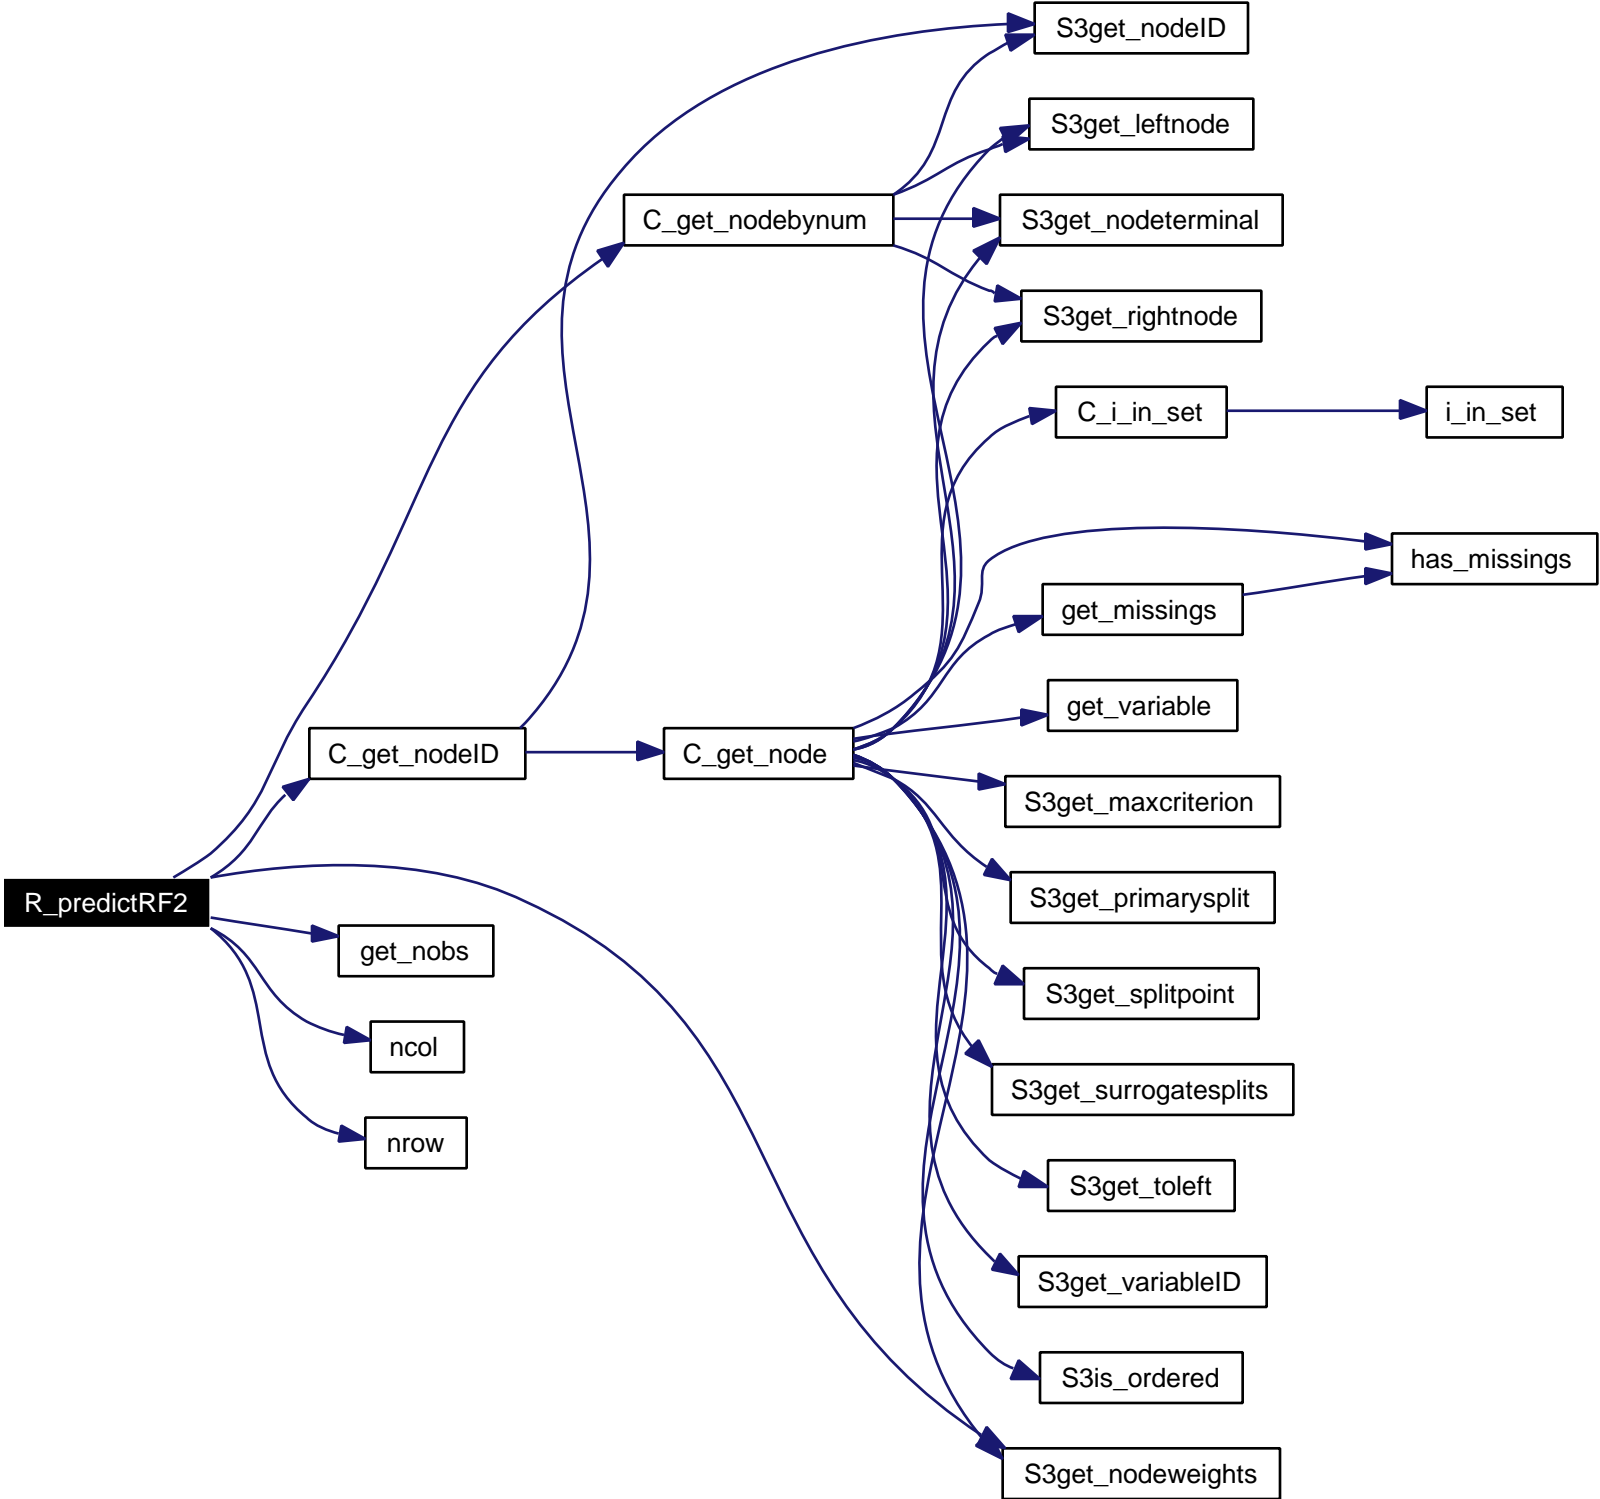 S3get_nodeID
S3get_leftnode
C_get_nodebynum
S3get_nodeterminal
S3get_rightnode
C_i_in_set
i_in_set
has_missings
get_missings
get_variable
C_get_nodeID
C_get_node
S3get_maxcriterion
R_predictRF2
S3get_primarysplit
get_nobs
S3get_splitpoint
ncol
S3get_surrogatesplits
nrow
S3get_toleft
S3get_variableID
S3is_ordered
S3get_nodeweights